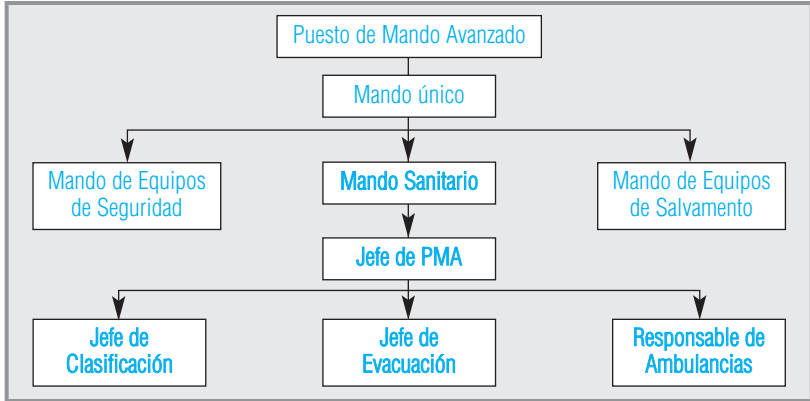 Puesto de Mando Avanzado
Mando único
Mando de Equipos
de Seguridad
Mando Sanitario
Mando de Equipos
de Salvamento
Jefe de PMA
Jefe de
Clasificación
Jefe de
Evacuación
Responsable de
Ambulancias